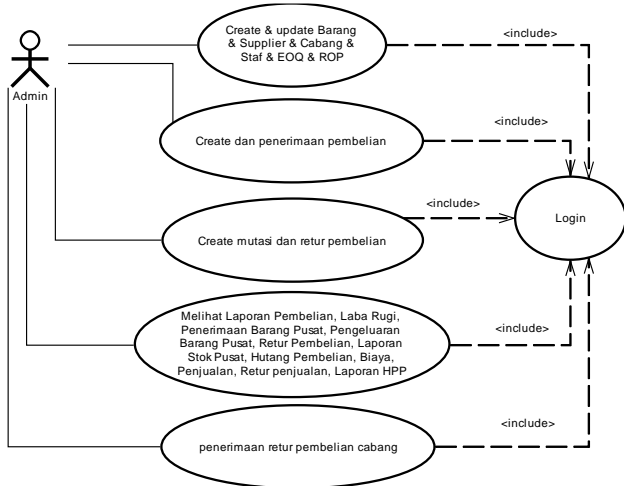 Create & update Barang
& Supplier & Cabang &
Staf & EOQ & ROP
<include>
Admin
<include>
Create dan penerimaan pembelian
<include>
Login
Create mutasi dan retur pembelian
Melihat Laporan Pembelian, Laba Rugi,
Penerimaan Barang Pusat, Pengeluaran
Barang Pusat, Retur Pembelian, Laporan
Stok Pusat, Hutang Pembelian, Biaya,
Penjualan, Retur penjualan, Laporan HPP
<include>
<include>
penerimaan retur pembelian cabang